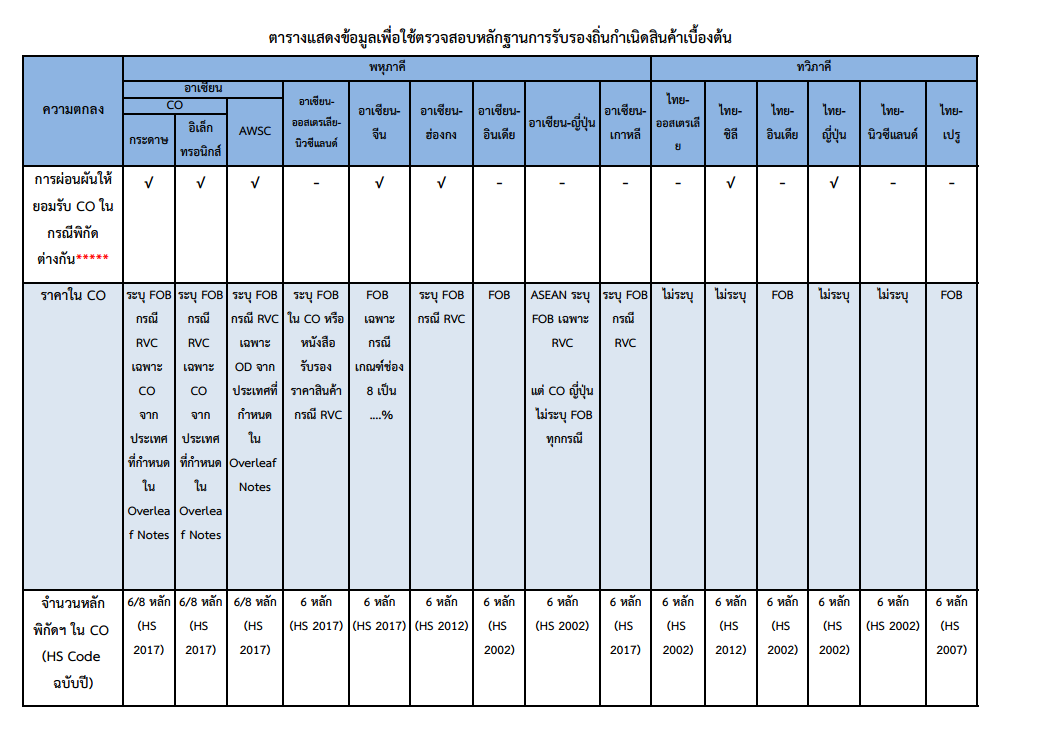 ตารางแสดงข้อมูลเพื่อใช้ตรวจสอบหลักฐานการรับรองถิ่นกำเนิดสินค้าเบื้องต้น
ความตกลง
พหุภาคี
ทวิภาคี
อาเซียน
CO
กระดาษ
อิเล็ก
ทรอนิกส์
AWSC
อาเซียน-
ออสเตรเลีย-
นิวซีแลนด์
อาเซียน-
จีน
อาเซียน-
ฮ่องกง
อาเซียน-
อินเดีย
อาเซียน-ญี่ปุ่น
อาเซียน-
เกาหลี
ไทย-
ออสเตรเลี
ย
ไทย-
ชิลี
ไทย-
อินเดีย
ไทย-
ญี่ปุ่น
ไทย-
นิวซีแลนด์
ไทย-
เปรู
การผ่อนผันให้
ยอมรับ CO ใน
กรณีพิกัด
ต่างกัน*****
√
√
√
-
√
√
-
-
-
-
√
-
√
-
-
ราคาใน CO
ระบุ FOB
กรณี
RVC
เฉพาะ
CO
จาก
ประเทศ
ที่กำหนด
ใน
Overlea
f Notes
ระบุ FOB
กรณี
RVC
เฉพาะ
CO
จาก
ประเทศ
ที่กำหนด
ใน
Overlea
f Notes
ระบุ FOB
กรณี RVC
เฉพาะ
OD จาก
ประเทศที่
กำหนด
ใน
Overleaf
Notes
ระบุ FOB
ใน CO หรือ
หนังสือ
รับรอง
ราคาสินค้า
กรณี RVC
FOB
เฉพาะ
กรณี
เกณฑ์ช่อง
8 เป็น
....%
ระบุ FOB
กรณี RVC
FOB
ASEAN ระบุ
FOB เฉพาะ
RVC
แต่ CO ญี่ปุ่น
ไม่ระบุ FOB
ทุกกรณี
ระบุ FOB
กรณี
RVC
ไม่ระบุ
ไม่ระบุ
FOB
ไม่ระบุ
ไม่ระบุ
FOB
จำนวนหลัก
พิกัดฯ ใน CO
(HS Code
ฉบับปี)
6/8 หลัก
(HS
2017)
6/8 หลัก
(HS
2017)
6/8 หลัก
(HS
2017)
6 หลัก
(HS 2017)
6 หลัก
(HS 2017)
6 หลัก
(HS 2012)
6 หลัก
(HS
2002)
6 หลัก
(HS 2002)
6 หลัก
(HS
2017)
6 หลัก
(HS
2002)
6 หลัก
(HS
2012)
6 หลัก
(HS
2002)
6 หลัก
(HS
2002)
6 หลัก
(HS 2002)
6 หลัก
(HS
2007)